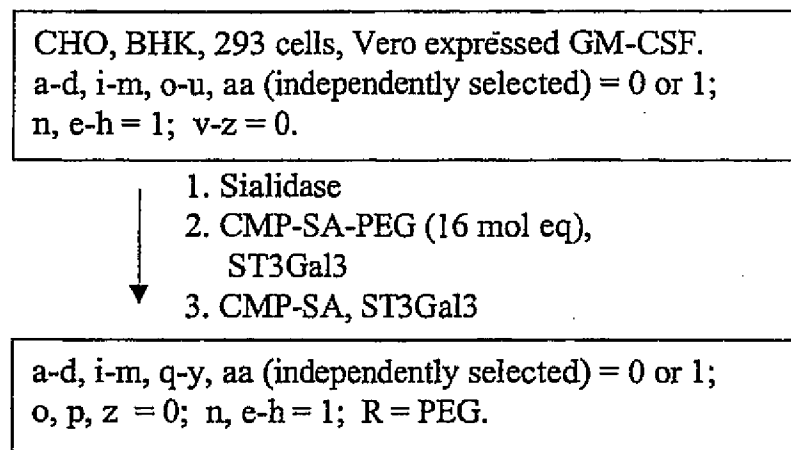 CHO, BHK, 293 cells, Vero expressed GM-CSF.
a-d, i-m, o-u, aa (independently selected) = 0 or 1;
n, e-h = 1; v-z = 0.
1. Sialidase
2. CMP-SA-PEG (16 mol eq),
ST3Gal3
3. CMP-SA, ST3Gal3
a-d, i-m, q-y, aa (independently selected) = 0 or 1;
o, p, z = 0; n, e-h = 1; R = PEG.